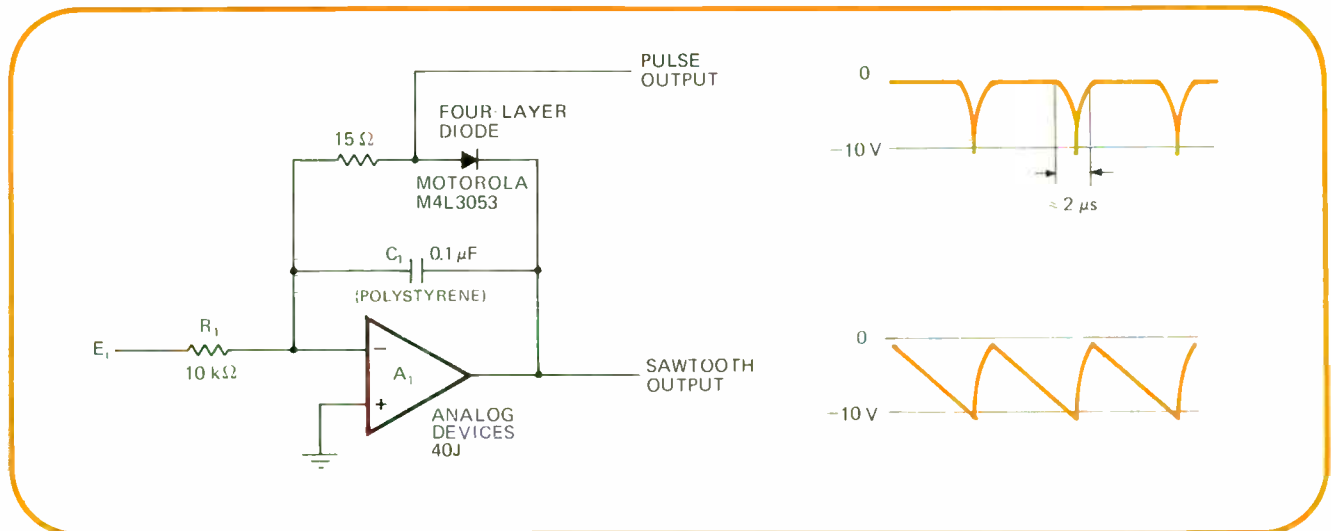 PULSE
OUTPUT
FOUR-LAYER
DIODE
15 Ω
MOTOROLA
M4L3053
C₁ 0.1 μF
(POLYSTYRENE)
E₁
R₁
10 kΩ
−
A₁
+
ANALOG
DEVICES
40J
SAWTOOTH
OUTPUT
0
−10 V
≈ 2 μs
0
−10 V